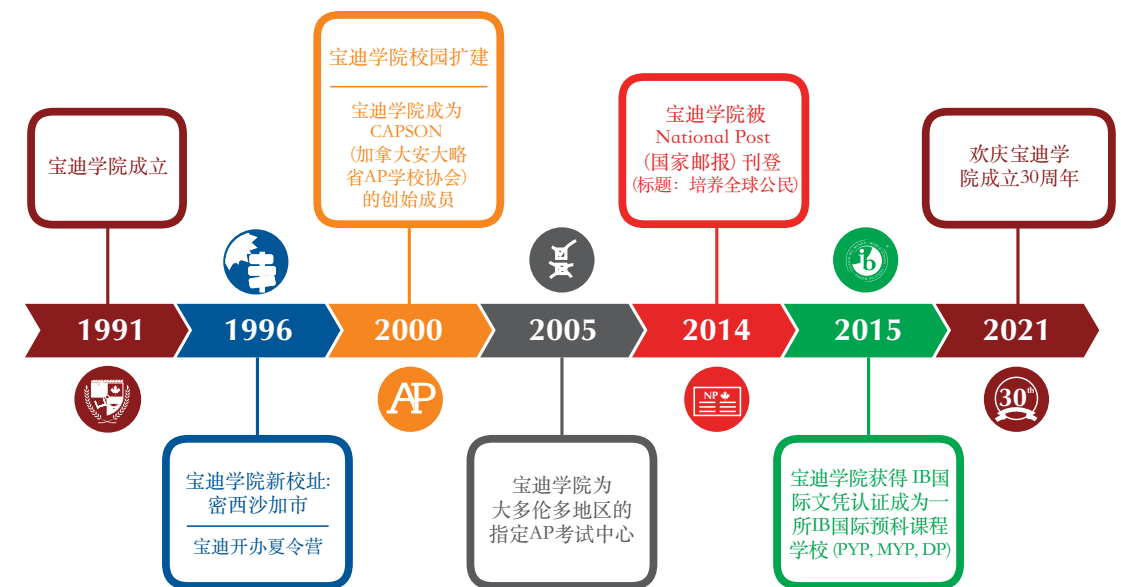 宝迪学院成立
宝迪学院校园扩建
宝迪学院成为
CAPSON
(加拿大安大略
省AP学校协会)
的创始成员
宝迪学院被
National Post
(国家邮报) 刊登
(标题：培养全球公民)
欢庆宝迪学
院成立30周年
1991
1996
2000
2005
2014
2015
2021
AP
NP
ib
30th
宝迪学院新校址:
密西沙加市
宝迪开办夏令营
宝迪学院为
大多伦多地区的
指定AP考试中心
宝迪学院获得 IB国
际文凭认证成为一
所IB国际预科课程
学校 (PYP, MYP, DP)